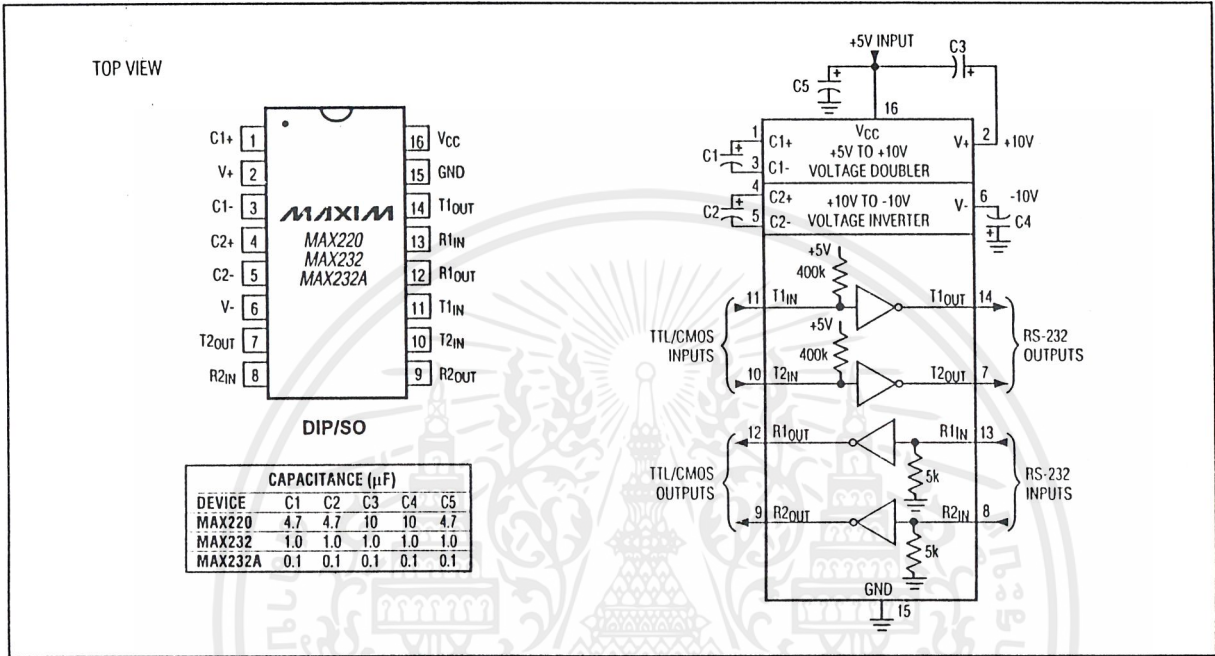 TOP VIEW
C1+ 1
V+ 2
C1- 3
C2+ 4
C2- 5
V- 6
T2OUT 7
R2IN 8
MAXIM
MAX220
MAX232
MAX232A
16 VCC
15 GND
14 T1OUT
13 R1IN
12 R1OUT
11 T1IN
10 T2IN
9 R2OUT
DIP/SO
CAPACITANCE (µF)
DEVICE C1 C2 C3 C4 C5
MAX220 4.7 4.7 10 10 4.7
MAX232 1.0 1.0 1.0 1.0 1.0
MAX232A 0.1 0.1 0.1 0.1 0.1
+5V INPUT
C3
C5
16
VCC
+5V TO +10V
VOLTAGE DOUBLER
1 C1+
C1
3 C1-
V+ 2 +10V
4 C2+
C2
5 C2-
+10V TO -10V
VOLTAGE INVERTER
V- 6 -10V
C4
+5V
400k
11 T1IN
T1OUT 14
+5V
400k
TTL/CMOS
INPUTS
10 T2IN
T2OUT 7
RS-232
OUTPUTS
12 R1OUT
R1IN 13
5k
TTL/CMOS
OUTPUTS
9 R2OUT
R2IN 8
5k
RS-232
INPUTS
GND
15